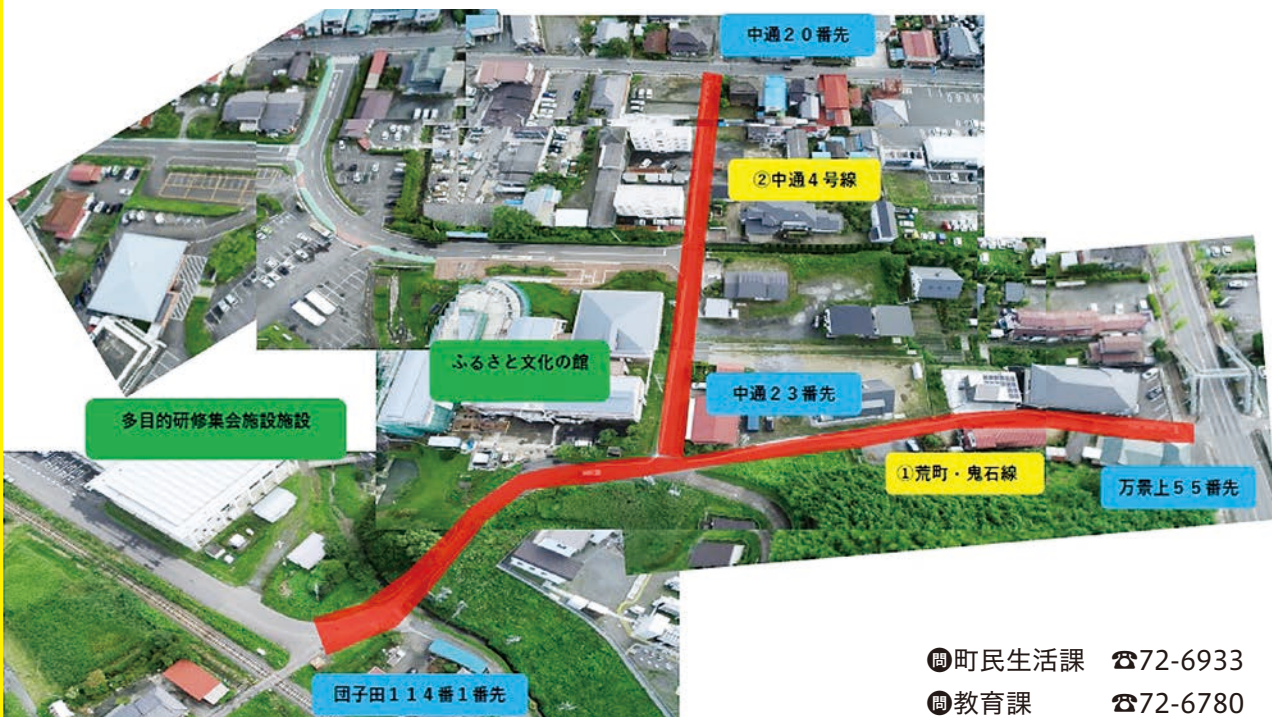 中通20番先
②中通4号線
ふるさと文化の館
中通23番先
多目的研修集会施設施設
①荒町・鬼石線
万景上55番先
団子田114番1番先
問町民生活課 ☎72-6933
問教育課 ☎72-6780